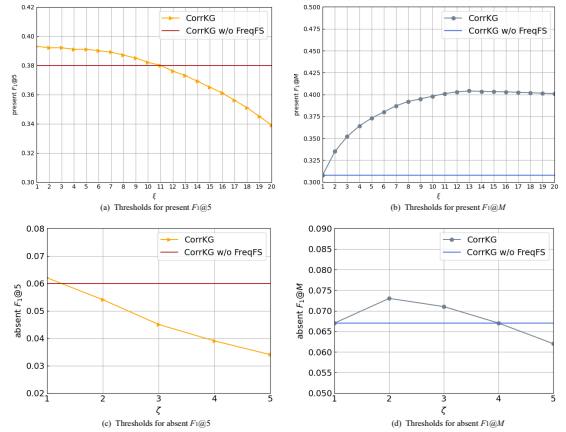 0.42
0.40
0.38
0.36
0.34
0.32
0.30
present F₁@5
CorrKG
CorrKG w/o FreqFS
1 2 3 4 5 6 7 8 9 10 11 12 13 14 15 16 17 18 19 20
ξ
(a) Thresholds for present F1@5
0.500
0.475
0.450
0.425
0.400
0.375
0.350
0.325
0.300
present F₁@M
CorrKG
CorrKG w/o FreqFS
1 2 3 4 5 6 7 8 9 10 11 12 13 14 15 16 17 18 19 20
ξ
(b) Thresholds for present F1@M
0.08
0.07
0.06
0.05
0.04
0.03
0.02
absent F₁@5
CorrKG
CorrKG w/o FreqFS
1 2 3 4 5
ζ
(c) Thresholds for absent F1@5
0.090
0.085
0.080
0.075
0.070
0.065
0.060
0.055
0.050
absent F₁@M
CorrKG
CorrKG w/o FreqFS
1 2 3 4 5
ζ
(d) Thresholds for absent F1@M